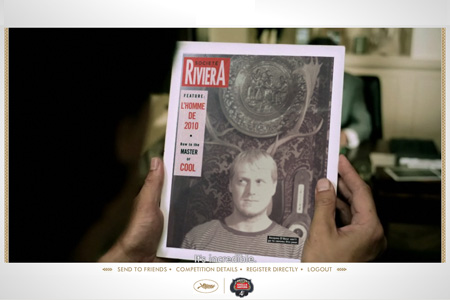 RIVIERA
FEATURE:
L'HOMME
DE
2010
How to the
MASTER
of
COOL
It's incredible.
SEND TO FRIENDS • COMPETITION DETAILS • REGISTER DIRECTLY • LOGOUT